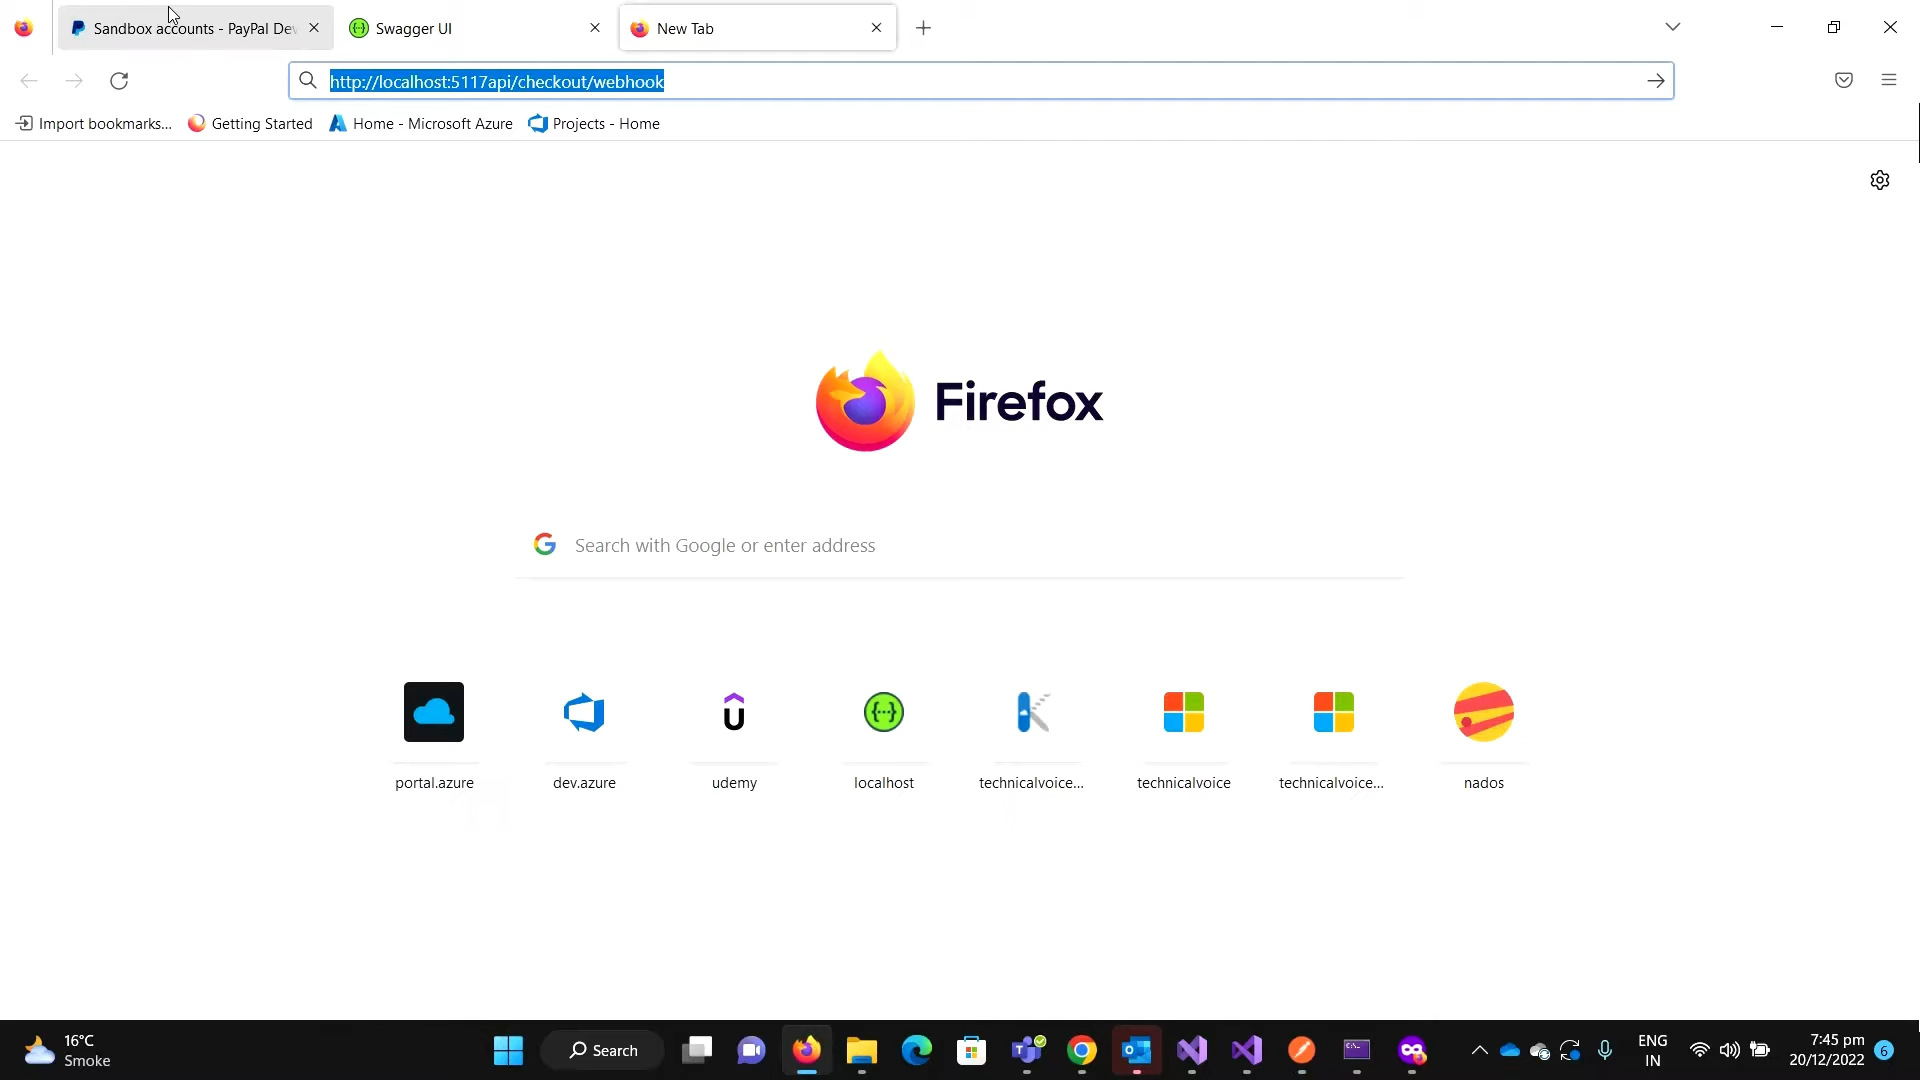 Sandbox accounts - PayPal Dev
Swagger UI
New Tab
http://localhost:5117api/checkout/webhook
Import bookmarks...
Getting Started
Home - Microsoft Azure
Projects - Home
Firefox
Search with Google or enter address
portal.azure
dev.azure
udemy
localhost
technicalvoice...
technicalvoice
technicalvoice...
nados
16°C
Smoke
Search
ENG
IN
7:45 pm
20/12/2022
6